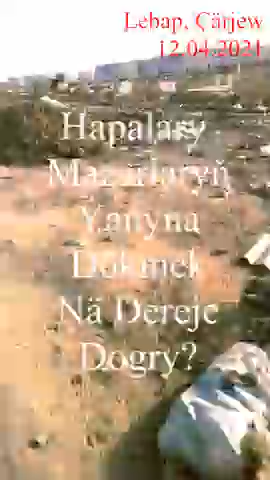 Lebap, Çärjew
12.04.2021
Hapalary
Mazarlaryň
Ýanyna
Dökmek
Nä Dereje
Dogry?